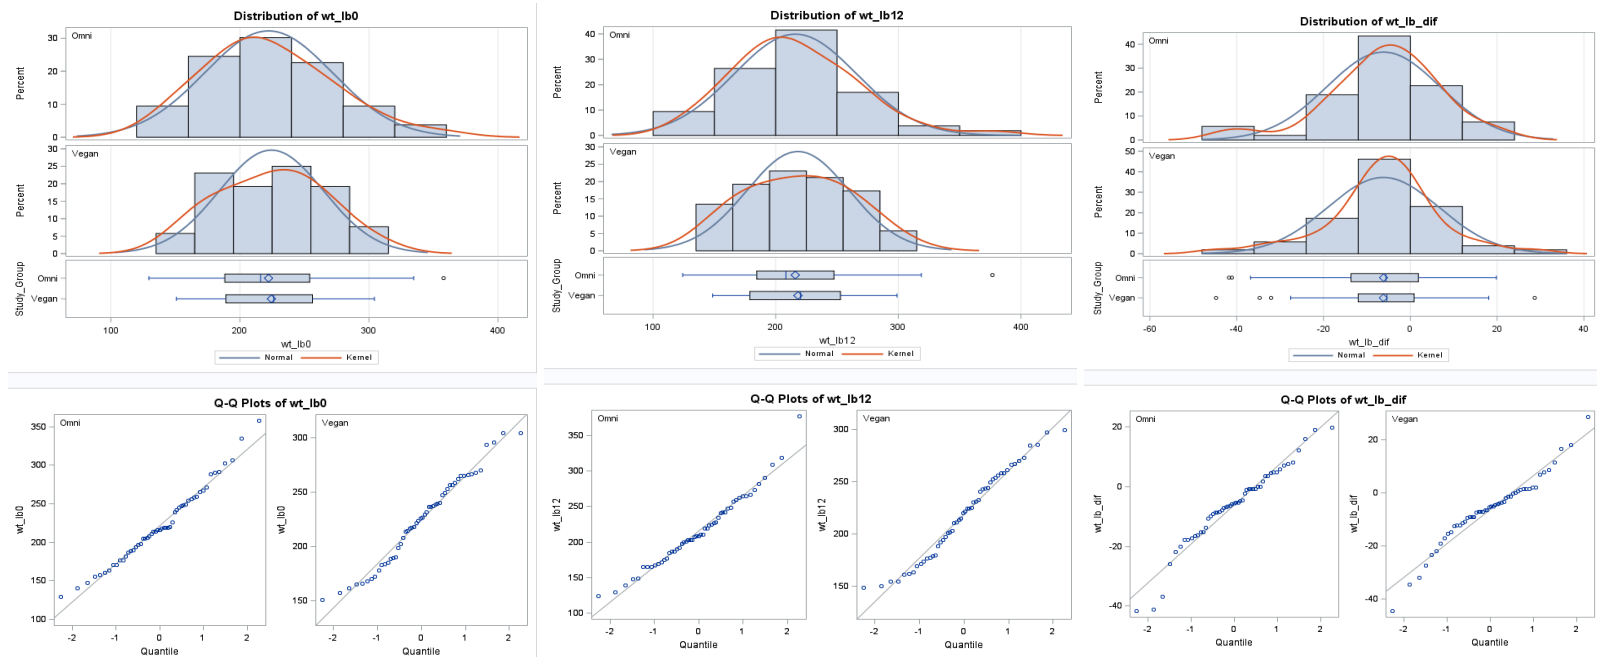 Distribution of wt_lb0
Omni
30
20
10
0
Percent
Vegan
30
25
20
15
10
5
0
Percent
Omni
Vegan
Study_Group
100 200 300 400
wt_lb0
Normal Kernel
Distribution of wt_lb12
Omni
40
30
20
10
0
Percent
Vegan
30
25
20
15
10
5
0
Percent
Omni
Vegan
Study_Group
100 200 300 400
wt_lb12
Normal Kernel
Distribution of wt_lb_dif
Omni
40
30
20
10
0
Percent
Vegan
50
40
30
20
10
0
Percent
Omni
Vegan
Study_Group
-60 -40 -20 0 20 40
wt_lb_dif
Normal Kernel
Q-Q Plots of wt_lb0
Omni
350
300
250
200
150
100
wt_lb0
-2 -1 0 1 2
Quantile
Vegan
300
250
200
150
wt_lb0
-2 -1 0 1 2
Quantile
Q-Q Plots of wt_lb12
Omni
350
300
250
200
150
100
wt_lb12
-2 -1 0 1 2
Quantile
Vegan
300
250
200
150
wt_lb12
-2 -1 0 1 2
Quantile
Q-Q Plots of wt_lb_dif
Omni
20
0
-20
-40
wt_lb_dif
-2 -1 0 1 2
Quantile
Vegan
20
0
-20
-40
wt_lb_dif
-2 -1 0 1 2
Quantile